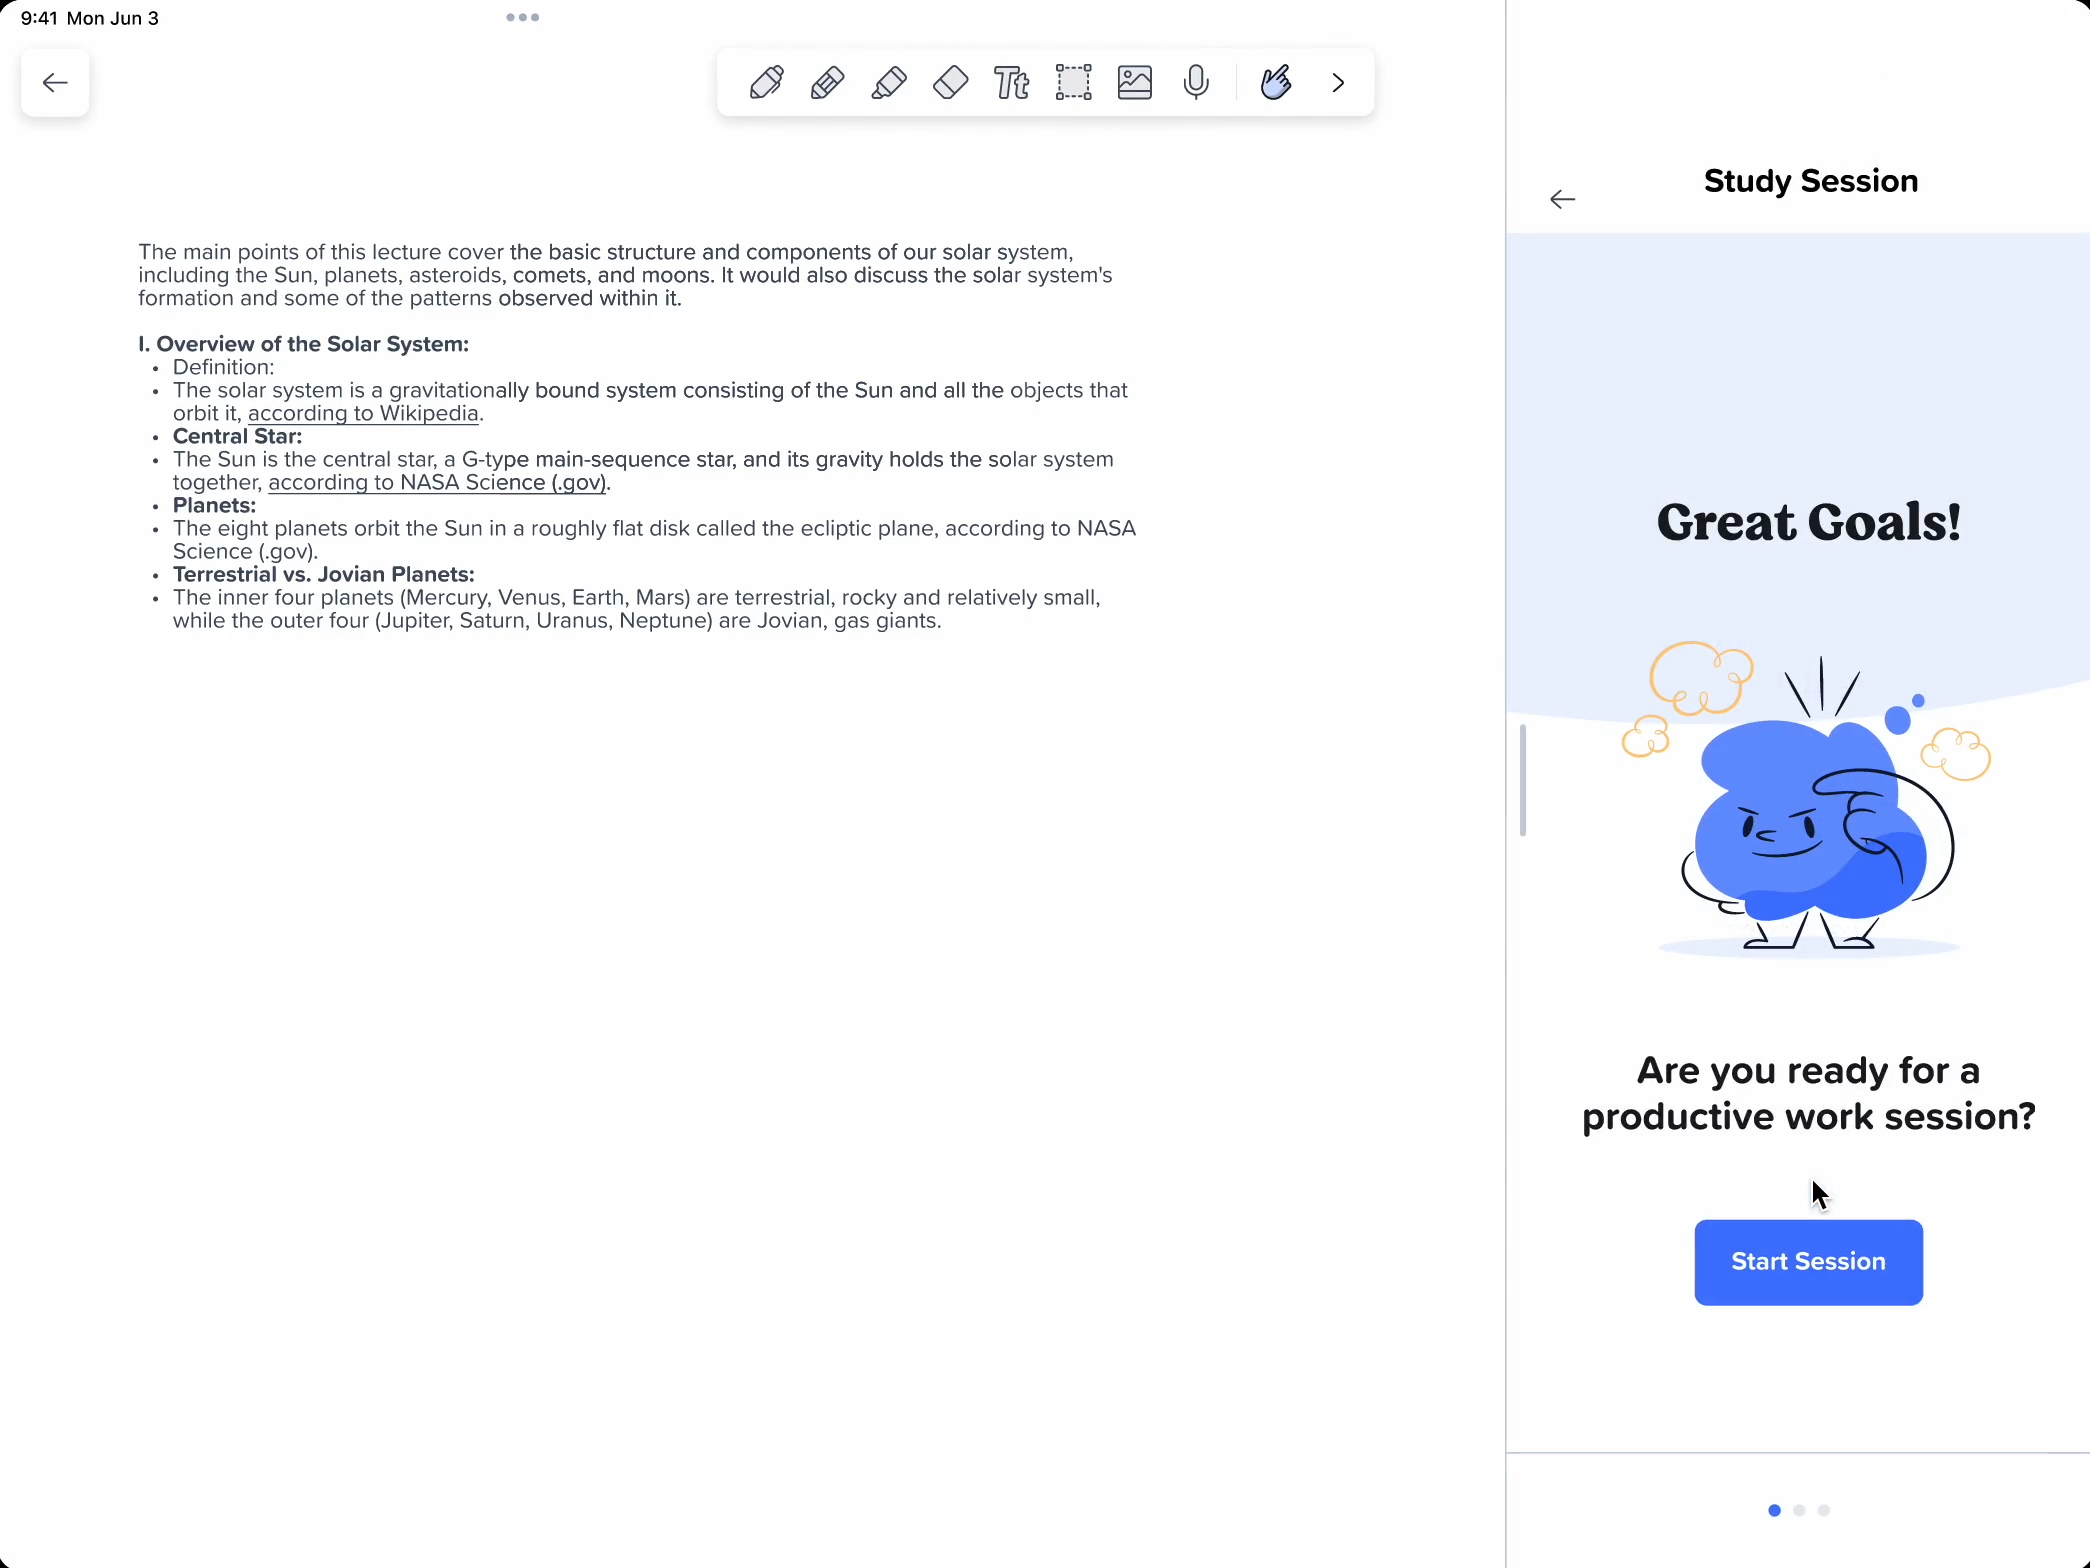 9:41 Mon Jun 3
Tt
Study Session
The main points of this lecture cover the basic structure and components of our solar system,
including the Sun, planets, asteroids, comets, and moons. It would also discuss the solar system's
formation and some of the patterns observed within it.
I. Overview of the Solar System:
• Definition:
• The solar system is a gravitationally bound system consisting of the Sun and all the objects that
orbit it, according to Wikipedia.
• Central Star:
• The Sun is the central star, a G-type main-sequence star, and its gravity holds the solar system
together, according to NASA Science (.gov).
• Planets:
• The eight planets orbit the Sun in a roughly flat disk called the ecliptic plane, according to NASA
Science (.gov).
• Terrestrial vs. Jovian Planets:
• The inner four planets (Mercury, Venus, Earth, Mars) are terrestrial, rocky and relatively small,
while the outer four (Jupiter, Saturn, Uranus, Neptune) are Jovian, gas giants.
Great Goals!
Are you ready for a
productive work session?
Start Session